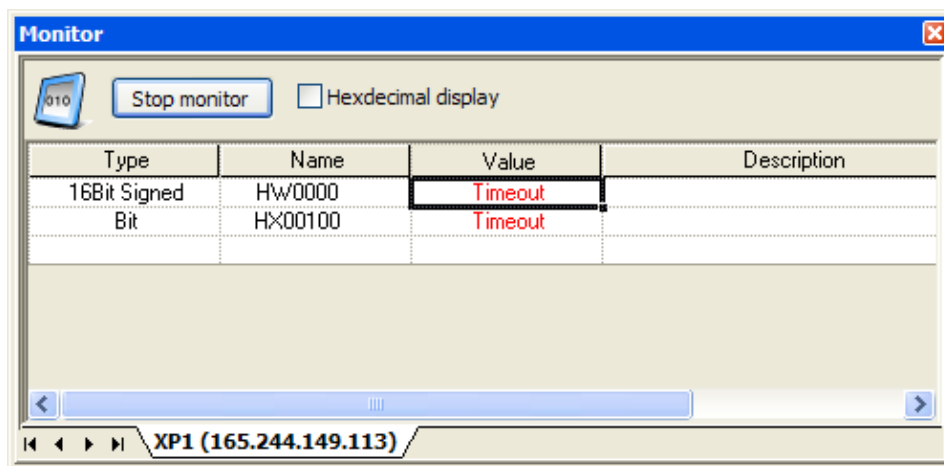 Monitor
010
Stop monitor Hexdecimal display
Type Name Value Description
16Bit Signed HW0000 Timeout
Bit HX00100 Timeout
XP1 (165.244.149.113)